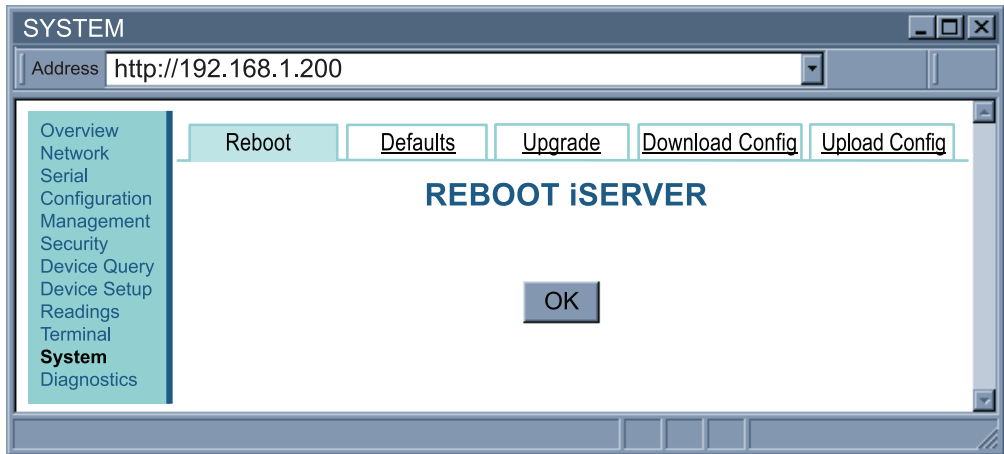 SYSTEM
Address http://192.168.1.200
Overview
Network
Serial
Configuration
Management
Security
Device Query
Device Setup
Readings
Terminal
System
Diagnostics
Reboot Defaults Upgrade Download Config Upload Config
REBOOT iSERVER
OK